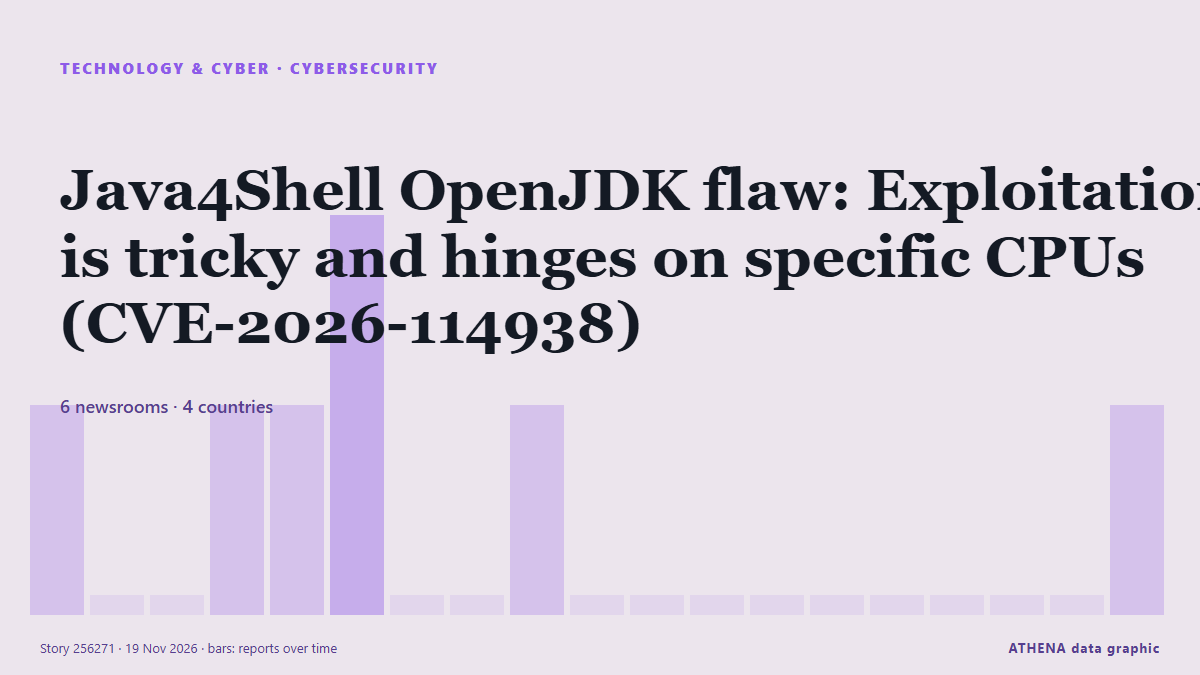 TECHNOLOGY & CYBER · CYBERSECURITY
Java4Shell OpenJDK flaw: Exploitation
is tricky and hinges on specific CPUs
(CVE-2026-114938)
6 newsrooms · 4 countries
Story 256271 · 19 Nov 2026 · bars: reports over time
ATHENA data graphic